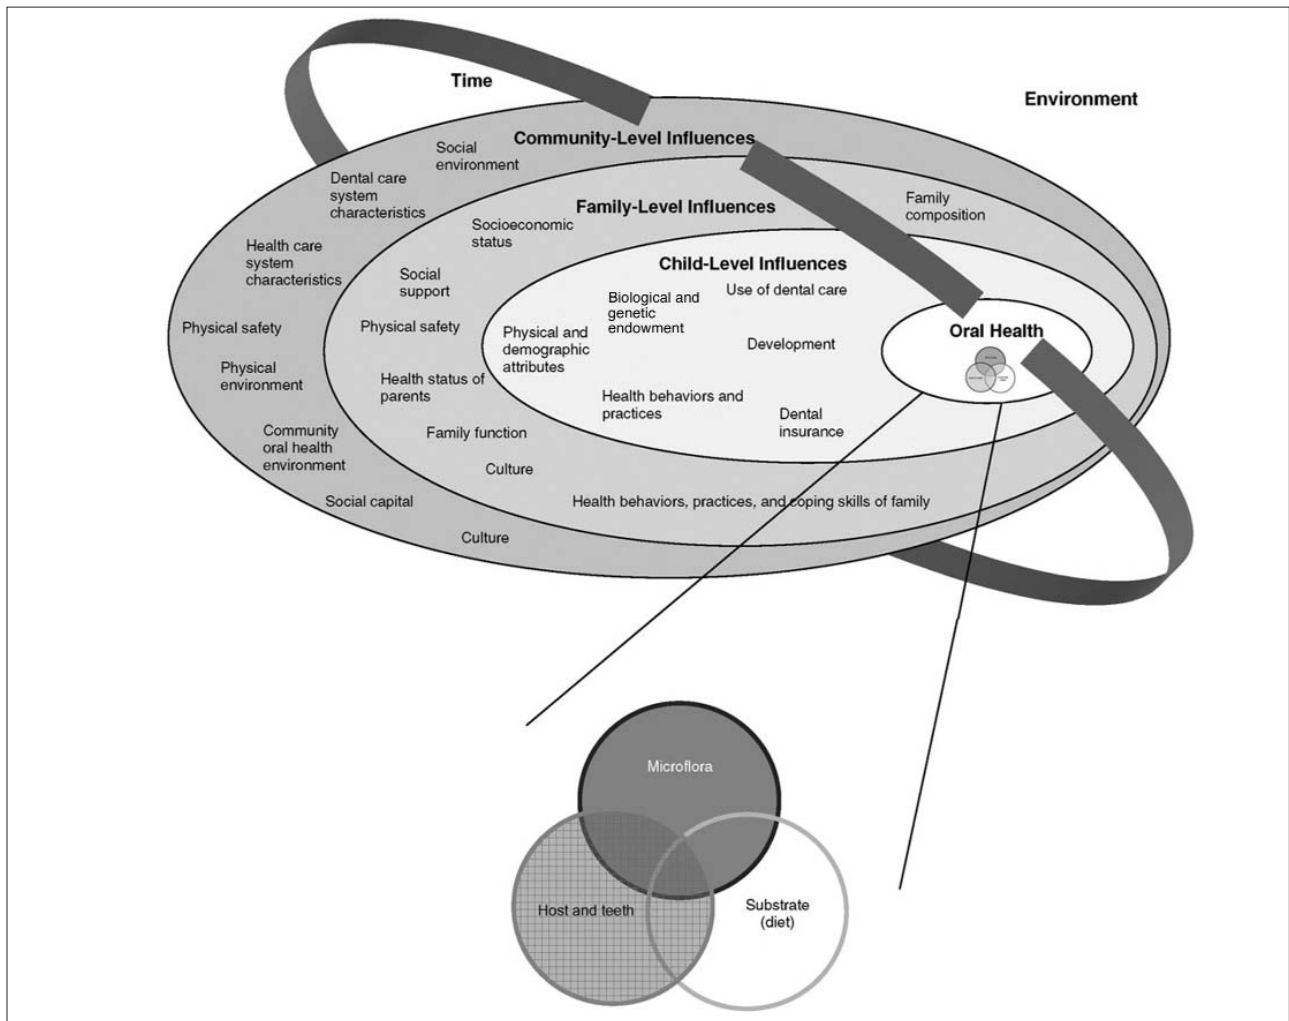 Time
Environment
Community-Level Influences
Social
environment
Dental care
system
characteristics
Health care
system
characteristics
Physical safety
Physical
environment
Community
oral health
environment
Social capital
Culture
Family-Level Influences
Family
composition
Socioeconomic
status
Social
support
Physical safety
Health status of
parents
Family function
Culture
Health behaviors, practices, and coping skills of family
Child-Level Influences
Use of dental care
Biological and
genetic
endowment
Physical and
demographic
attributes
Development
Health behaviors and
practices
Dental
insurance
Oral Health
Microflora
Host and teeth
Substrate
(diet)